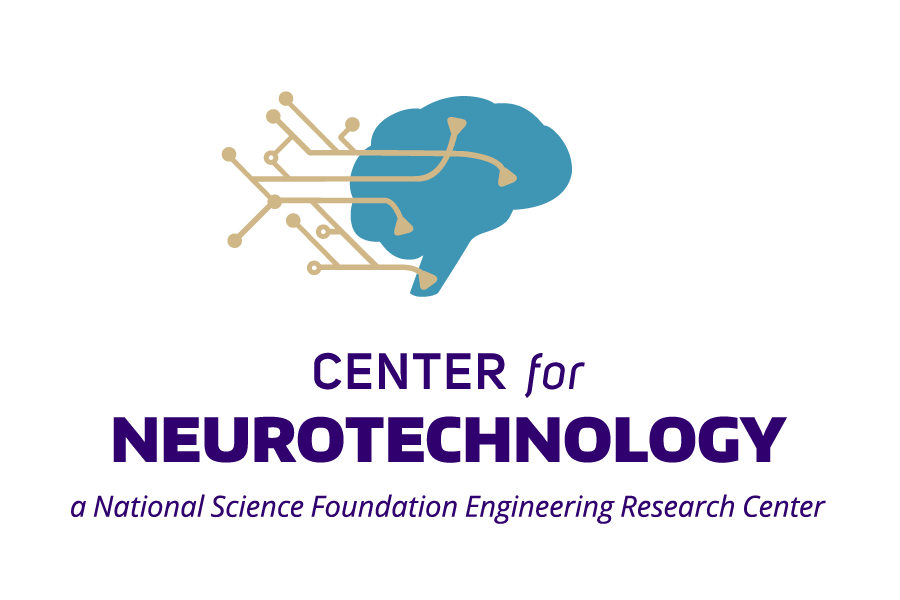 CENTER for
NEUROTECHNOLOGY
a National Science Foundation Engineering Research Center